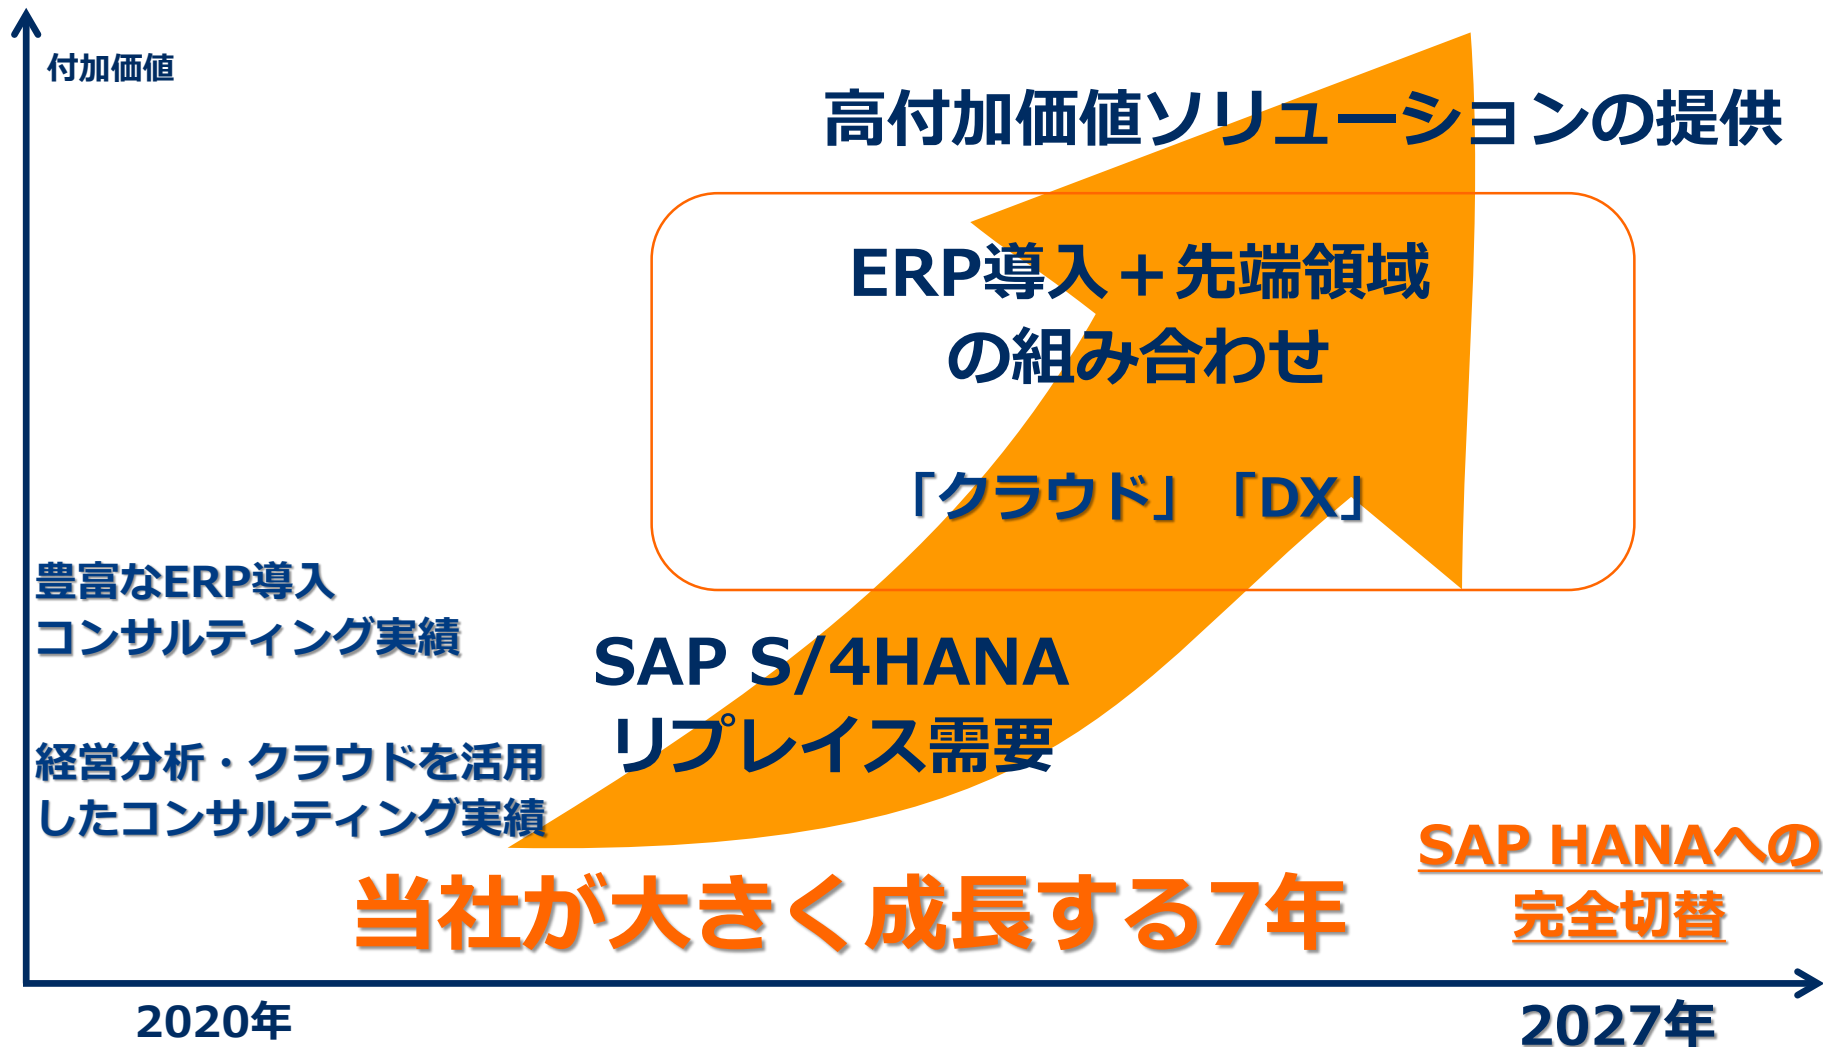 付加価値
高付加価値ソリューションの提供
ERP導入＋先端領域
の組み合わせ
「クラウド」「DX」
豊富なERP導入
コンサルティング実績
SAP S/4HANA
リプレイス需要
経営分析・クラウドを活用
したコンサルティング実績
当社が大きく成長する7年
SAP HANAへの
完全切替
2020年
2027年